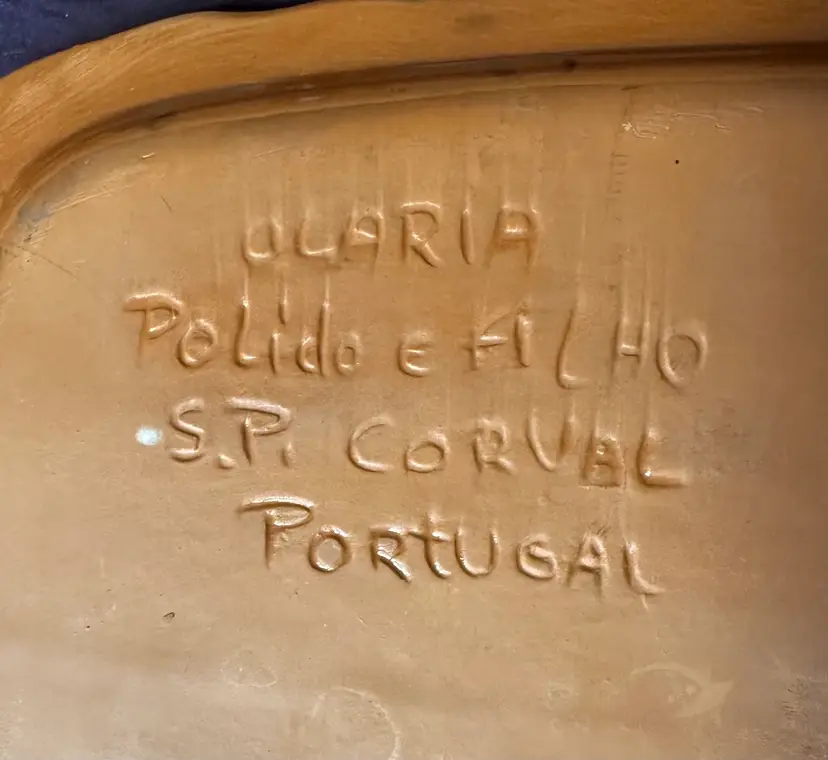 OLARIA
Polido e FILHO
S.P. CORVAL
PORTUGAL